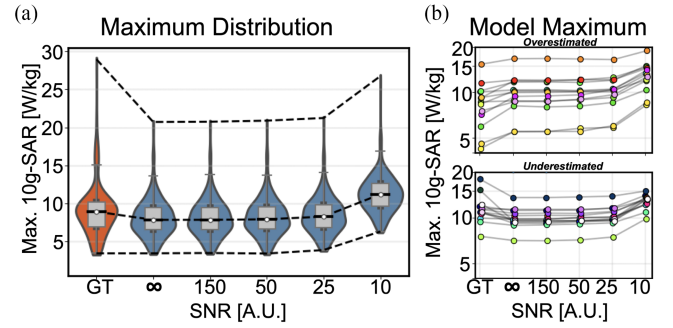 (a)
Maximum Distribution
Max. 10g-SAR [W/kg]
30
25
20
15
10
5
GT ∞ 150 50 25 10
SNR [A.U.]
(b)
Model Maximum
Overestimated
Max. 10g-SAR [W/kg]
20
15
10
5
Underestimated
20
15
10
5
GT ∞ 150 50 25 10
SNR [A.U.]